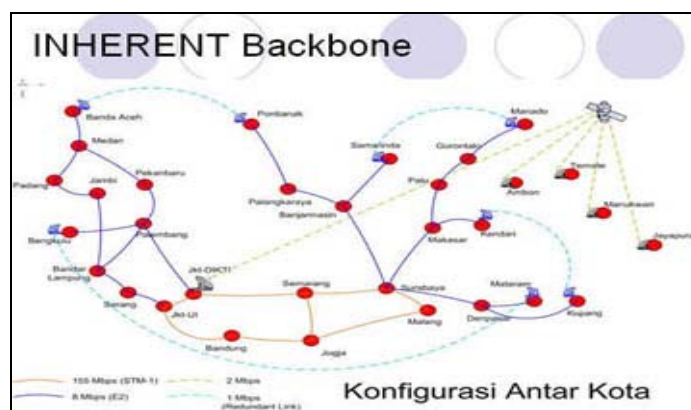 INHERENT Backbone
Banda Aceh
Pontianak
Manado
Medan
Samarinda
Gorontalo
Ternate
Padang
Jambi
Pekanbaru
Palangkaraya
Palu
Ambon
Banjarmasin
Manukwari
Bengkulu
Palembang
Makasar
Kendari
Jayapura
Jkt-DIKTI
Bandar
Lampung
Semarang
Surabaya
Mataram
Serang
Jkt-UI
Malang
Denpasar
Kupang
Bandung
Jogja
155 Mbps (STM-1)
2 Mbps
8 Mbps (E2)
1 Mbps
(Redundant Link)
Konfigurasi Antar Kota